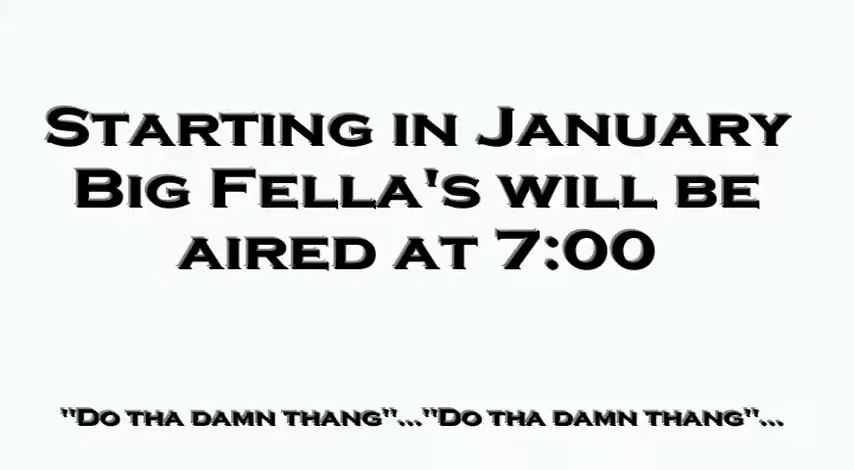 Starting in January
Big Fella's will be
aired at 7:00
"Do tha damn thang"..."Do tha damn thang"...